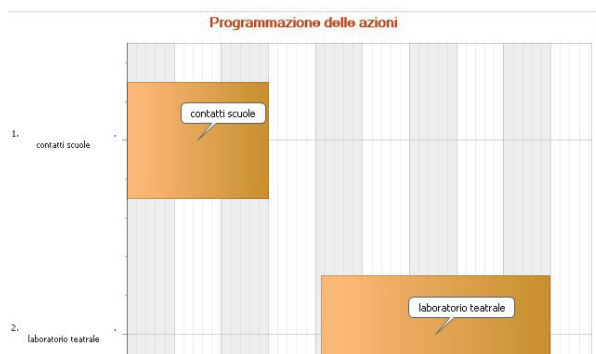 Programmazione delle azioni
contatti scuole
1.
contatti scuole
laboratorio teatrale
2.
laboratorio teatrale